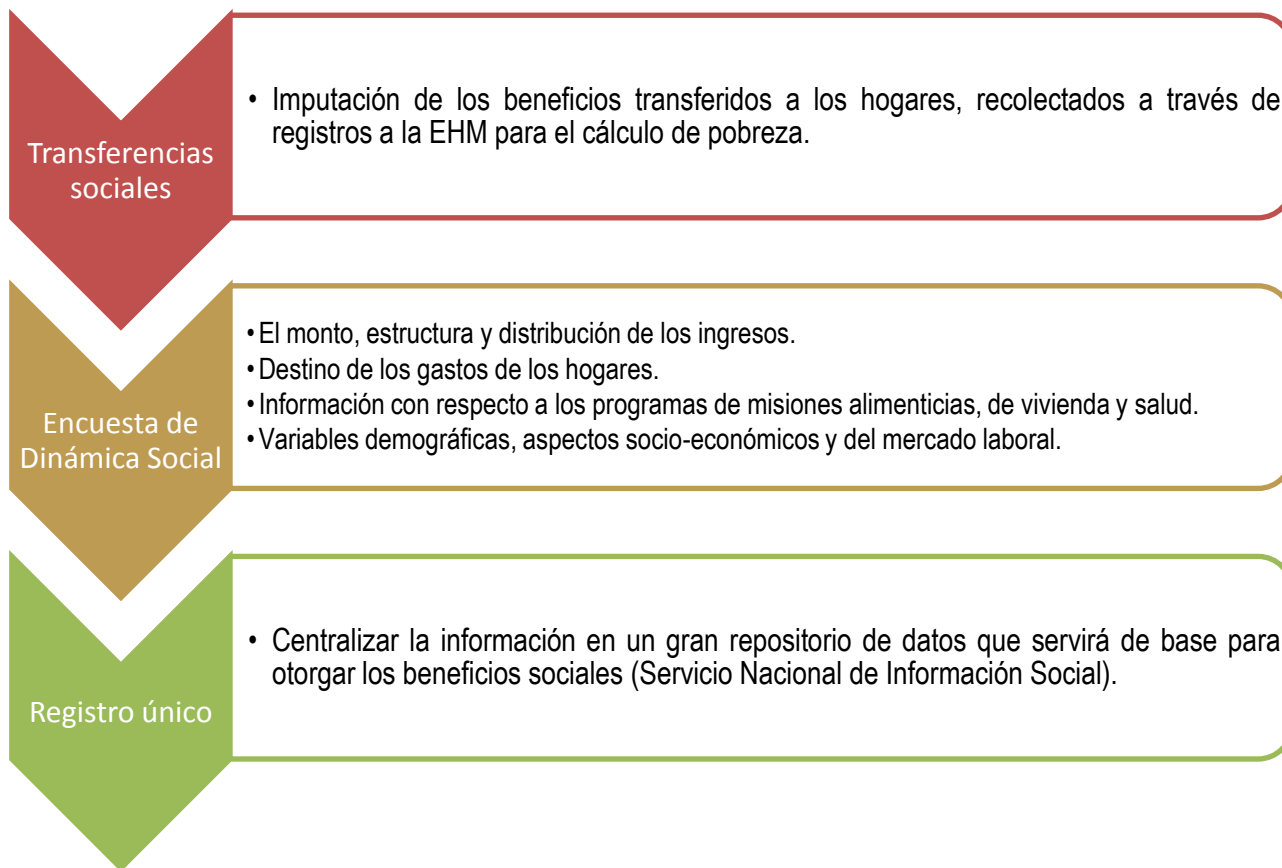 Transferencias
sociales
• Imputación de los beneficios transferidos a los hogares, recolectados a través de
registros a la EHM para el cálculo de pobreza.
Encuesta de
Dinámica Social
• El monto, estructura y distribución de los ingresos.
• Destino de los gastos de los hogares.
• Información con respecto a los programas de misiones alimenticias, de vivienda y salud.
• Variables demográficas, aspectos socio-económicos y del mercado laboral.
Registro único
• Centralizar la información en un gran repositorio de datos que servirá de base para
otorgar los beneficios sociales (Servicio Nacional de Información Social).